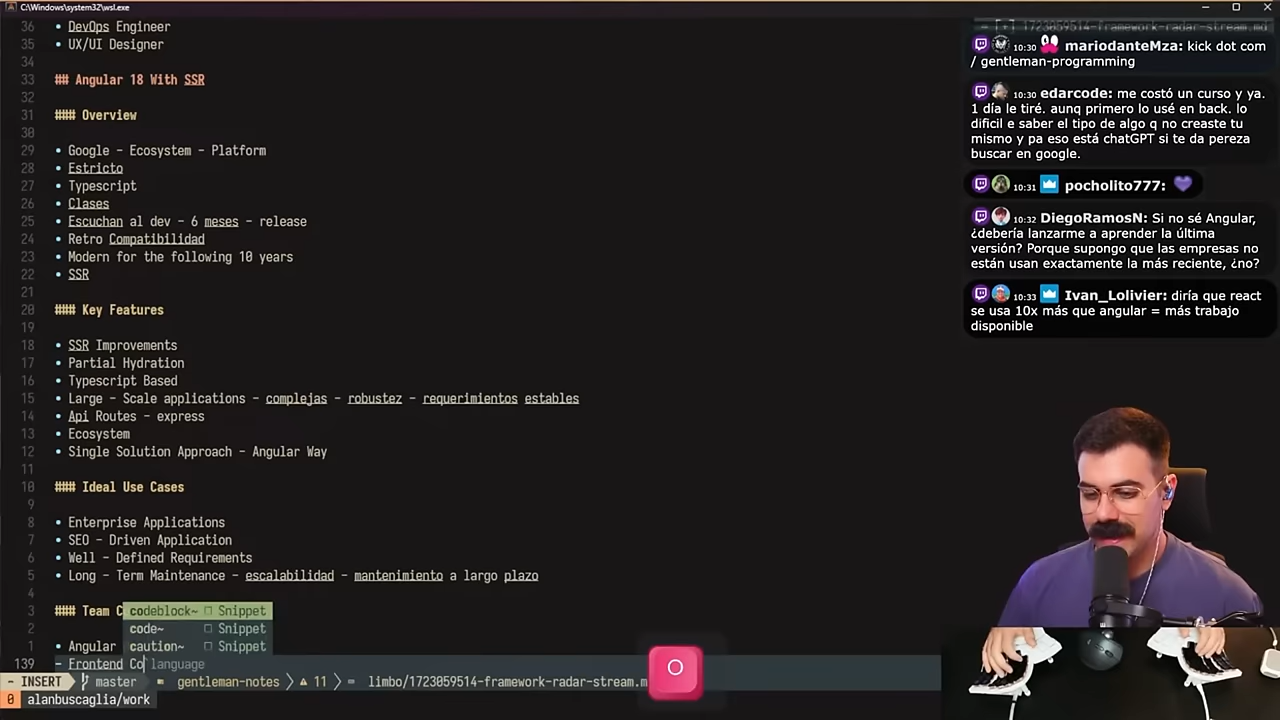 C:\Windows\system32\wsl.exe
36 • DevOps Engineer
35 • UX/UI Designer
34
33 ## Angular 18 With SSR
32
31 ### Overview
30
29 • Google - Ecosystem - Platform
28 • Estricto
27 • Typescript
26 • Clases
25 • Escuchan al dev - 6 meses - release
24 • Retro Compatibilidad
23 • Modern for the following 10 years
22 • SSR
21
20 ### Key Features
19
18 • SSR Improvements
17 • Partial Hydration
16 • Typescript Based
15 • Large - Scale applications - complejas - robustez - requerimientos estables
14 • Api Routes - express
13 • Ecosystem
12 • Single Solution Approach - Angular Way
11
10 ### Ideal Use Cases
9
8 • Enterprise Applications
7 • SEO - Driven Application
6 • Well - Defined Requirements
5 • Long - Term Maintenance - escalabilidad - mantenimiento a largo plazo
4
3 ### Team C
codeblock~ Snippet
2
code~ Snippet
1 • Angular
caution~ Snippet
139 - Frontend Co language
- INSERT master gentleman-notes 11 limbo/1723059514-framework-radar-stream.m
0 alanbuscaglia/work
[+] 1723059514-framework-radar-stream.md
10:30 mariodanteMza: kick dot com
/ gentleman-programming
10:30 edarcode: me costó un curso y ya.
1 día le tiré. aunq primero lo usé en back. lo
dificil e saber el tipo de algo q no creaste tu
mismo y pa eso está chatGPT si te da pereza
buscar en google.
10:31 pocholito777: 💜
10:32 DiegoRamosN: Si no sé Angular,
¿debería lanzarme a aprender la última
versión? Porque supongo que las empresas no
están usan exactamente la más reciente, ¿no?
10:33 Ivan_Lolivier: diría que react
se usa 10x más que angular = más trabajo
disponible
O